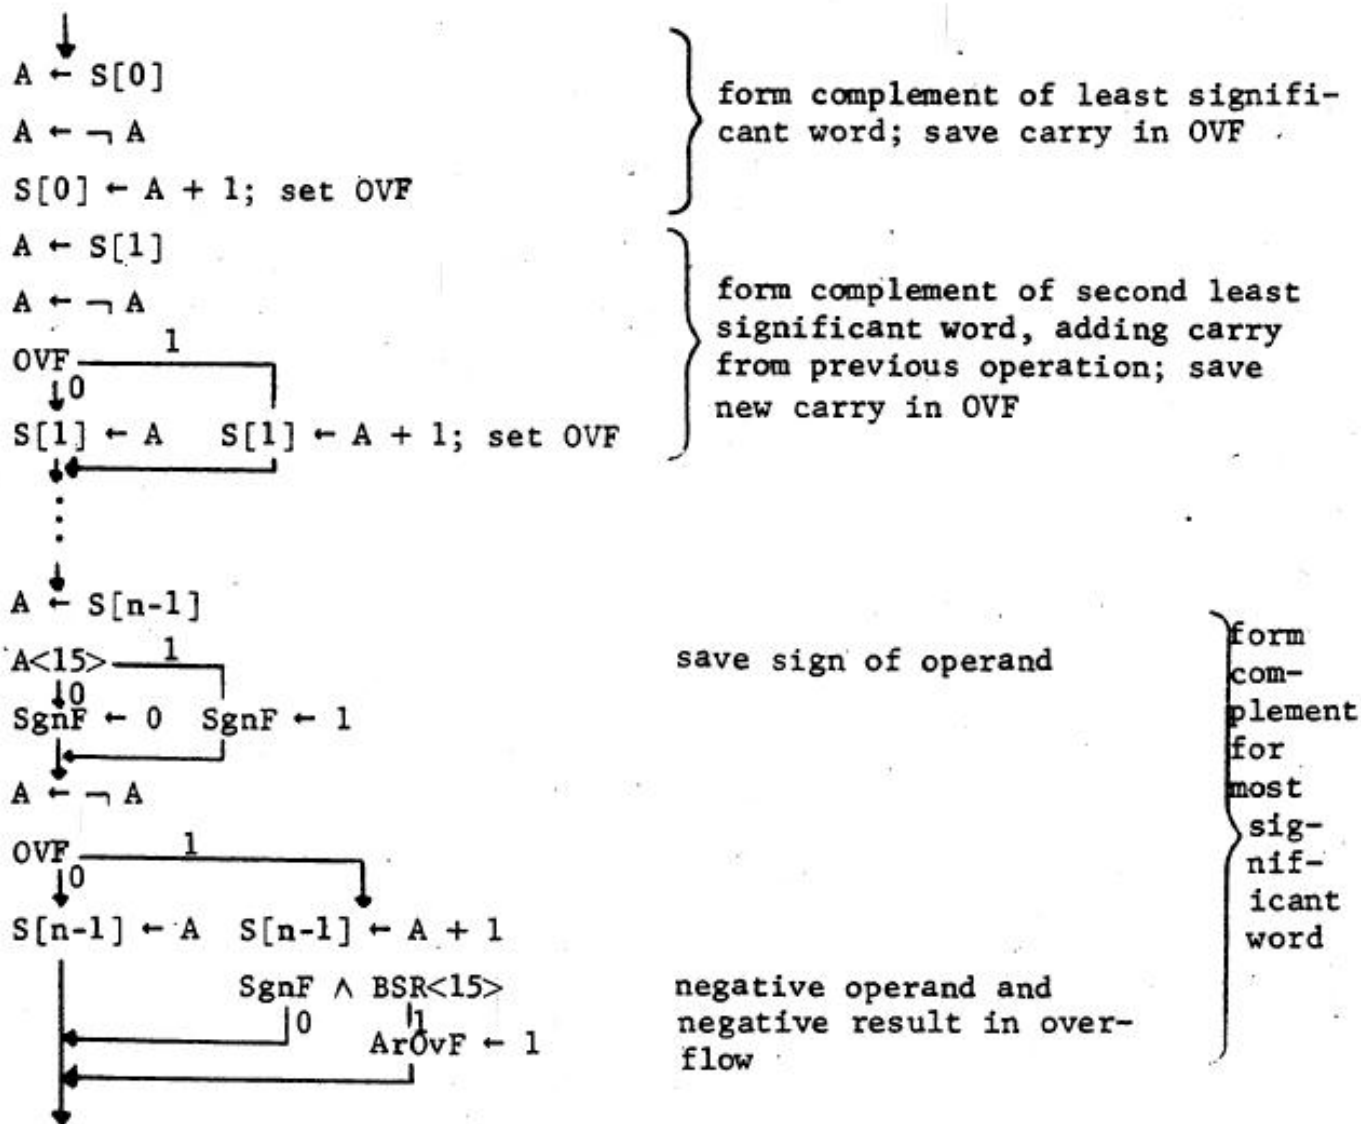 A ← S[0]
A ← ¬ A
S[0] ← A + 1; set OVF
form complement of least signifi-
cant word; save carry in OVF
A ← S[1]
A ← ¬ A
OVF 1
0
S[1] ← A S[1] ← A + 1; set OVF
form complement of second least
significant word, adding carry
from previous operation; save
new carry in OVF
A ← S[n-1]
A<15> 1
0
SgnF ← 0 SgnF ← 1
save sign of operand
A ← ¬ A
OVF 1
0
S[n-1] ← A S[n-1] ← A + 1
SgnF ∧ BSR<15>
0 1
ArOvF ← 1
negative operand and
negative result in over-
flow
form
com-
plement
for
most
sig-
nif-
icant
word